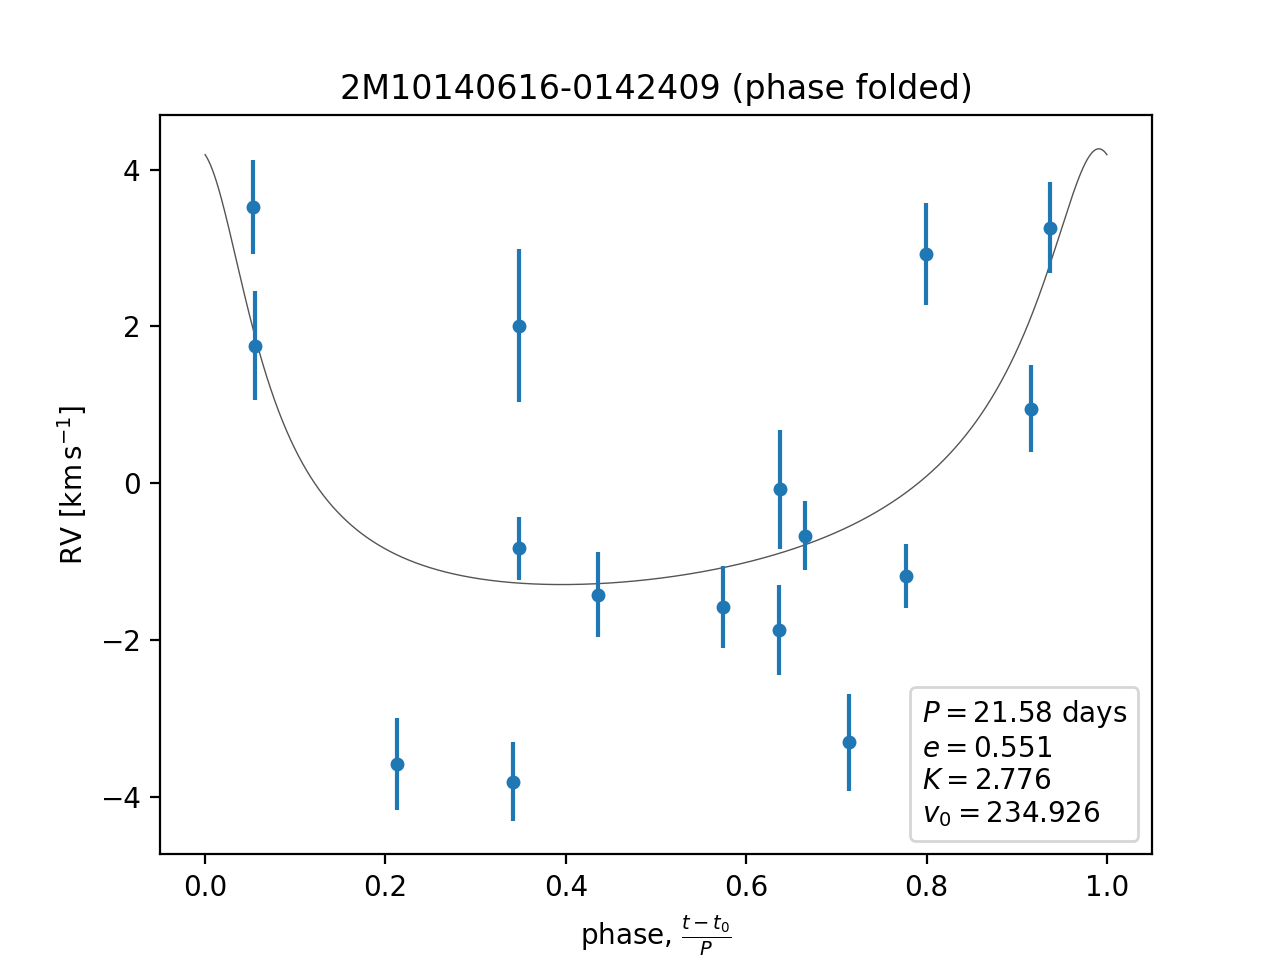 2M10140616-0142409 (phase folded)
RV [km s⁻¹]
4
2
0
−2
−4
P = 21.58 days
e = 0.551
K = 2.776
v₀ = 234.926
0.0 0.2 0.4 0.6 0.8 1.0
phase, (t − t₀)/P